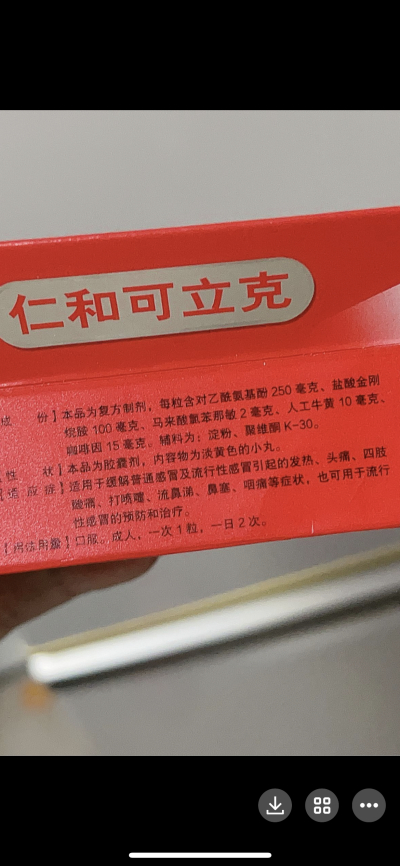 仁和可立克
成 份】本品为复方制剂，每粒含对乙酰氨基酚250毫克、盐酸金刚
烷胺100毫克、马来酸氯苯那敏2毫克、人工牛黄10毫克、
咖啡因15毫克。辅料为：淀粉、聚维酮K-30。
性 状】本品为胶囊剂，内容物为淡黄色的小丸。
适 应 症】适用于缓解普通感冒及流行性感冒引起的发热、头痛、四肢
酸痛、打喷嚏、流鼻涕、鼻塞、咽痛等症状，也可用于流行
性感冒的预防和治疗。
【用法用量】口服。成人，一次1粒，一日2次。